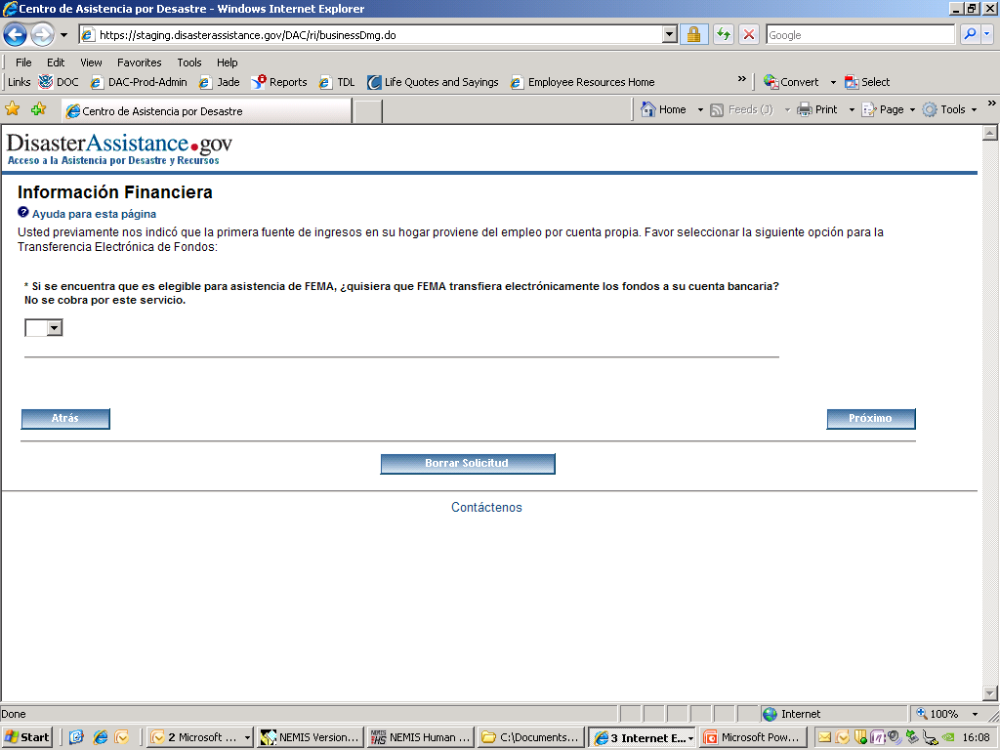 Centro de Asistencia por Desastre - Windows Internet Explorer
https://staging.disasterassistance.gov/DAC/ri/businessDmg.do
Google
File Edit View Favorites Tools Help
Links DOC DAC-Prod-Admin Jade Reports TDL Life Quotes and Sayings Employee Resources Home » Convert Select
Centro de Asistencia por Desastre Home Feeds (J) Print Page Tools »
DisasterAssistance.gov
Acceso a la Asistencia por Desastre y Recursos
Información Financiera
? Ayuda para esta página
Usted previamente nos indicó que la primera fuente de ingresos en su hogar proviene del empleo por cuenta propia. Favor seleccionar la siguiente opción para la
Transferencia Electrónica de Fondos:
* Si se encuentra que es elegible para asistencia de FEMA, ¿quisiera que FEMA transfiera electrónicamente los fondos a su cuenta bancaria?
No se cobra por este servicio.
Atrás Próximo
Borrar Solicitud
Contáctenos
Done Internet 100%
Start 2 Microsoft ... NEMIS Version... NEMIS Human ... C:\Documents... 3 Internet E... Microsoft Pow... 16:08